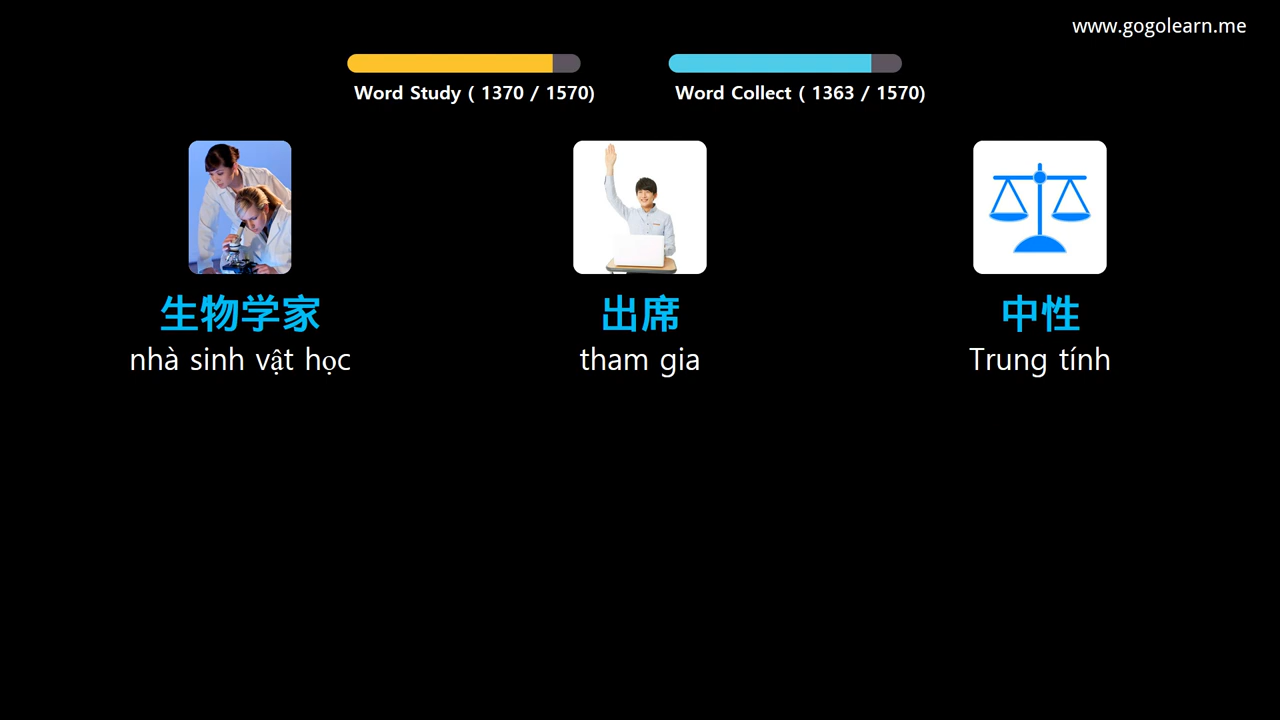 www.gogolearn.me
Word Study ( 1370 / 1570)
Word Collect ( 1363 / 1570)
生物学家
出席
中性
nhà sinh vật học
tham gia
Trung tính